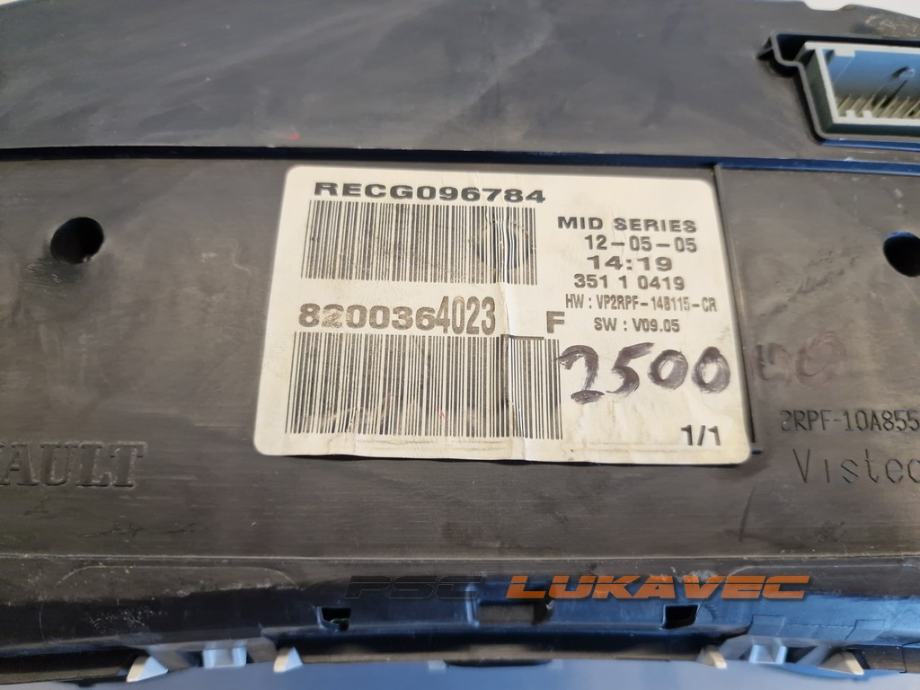 RECG096784
MID SERIES
12-05-05
14:19
351 1 0419
HW : VP2RPF-14B115-CR
SW : V09.05
8200364023 F
2500
1/1
2RPF-10A855
AULT
PSC LUKAVEC